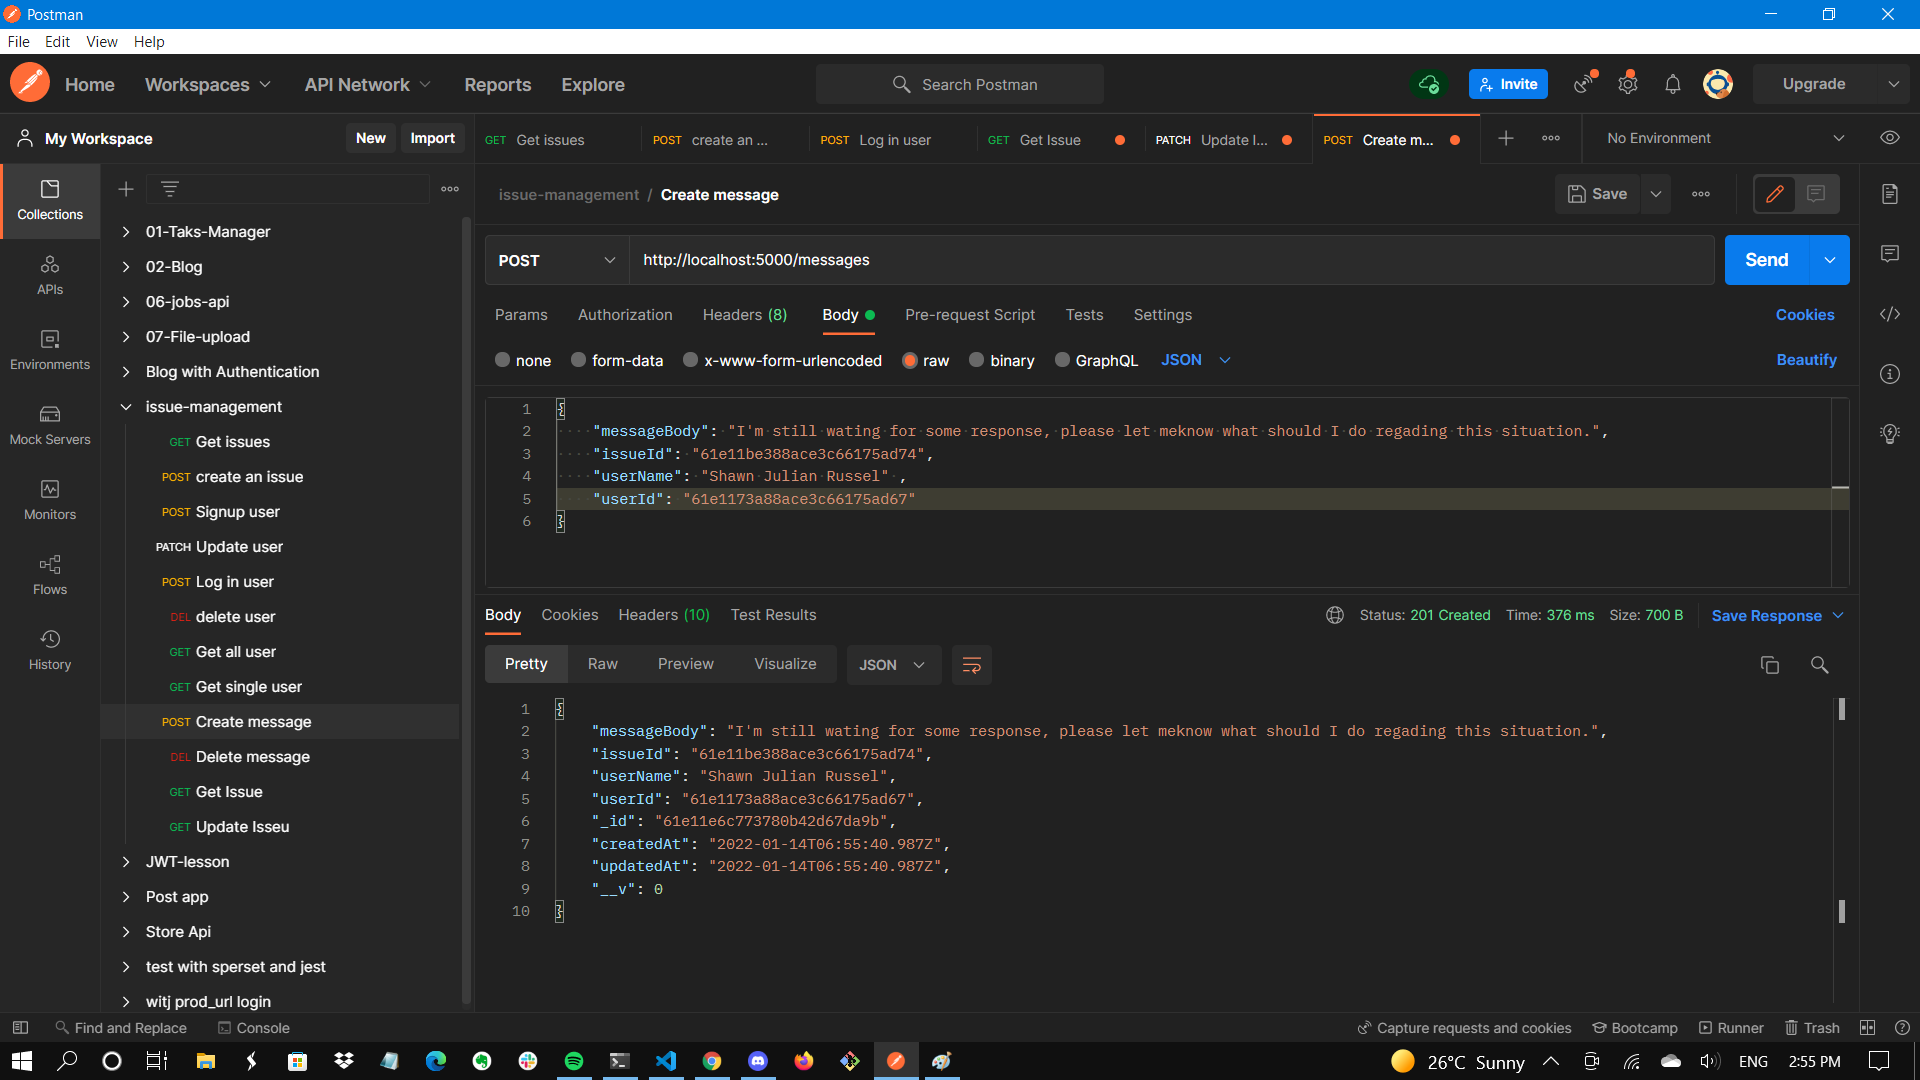 Postman
File Edit View Help
Home Workspaces API Network Reports Explore Search Postman Invite Upgrade
My Workspace New Import
GET Get issues POST create an ... POST Log in user GET Get Issue PATCH Update I... POST Create m... No Environment
Collections
APIs
Environments
Mock Servers
Monitors
Flows
History
01-Taks-Manager
02-Blog
06-jobs-api
07-File-upload
Blog with Authentication
issue-management
GET Get issues
POST create an issue
POST Signup user
PATCH Update user
POST Log in user
DEL delete user
GET Get all user
GET Get single user
POST Create message
DEL Delete message
GET Get Issue
GET Update Isseu
JWT-lesson
Post app
Store Api
test with sperset and jest
witj prod_url login
issue-management / Create message Save
POST http://localhost:5000/messages Send
Params Authorization Headers (8) Body Pre-request Script Tests Settings Cookies
none form-data x-www-form-urlencoded raw binary GraphQL JSON Beautify
1 {
2 "messageBody": "I'm still wating for some response, please let meknow what should I do regading this situation.",
3 "issueId": "61e11be388ace3c66175ad74",
4 "userName": "Shawn Julian Russel" ,
5 "userId": "61e1173a88ace3c66175ad67"
6 }
Body Cookies Headers (10) Test Results Status: 201 Created Time: 376 ms Size: 700 B Save Response
Pretty Raw Preview Visualize JSON
1 {
2 "messageBody": "I'm still wating for some response, please let meknow what should I do regading this situation.",
3 "issueId": "61e11be388ace3c66175ad74",
4 "userName": "Shawn Julian Russel",
5 "userId": "61e1173a88ace3c66175ad67",
6 "_id": "61e11e6c773780b42d67da9b",
7 "createdAt": "2022-01-14T06:55:40.987Z",
8 "updatedAt": "2022-01-14T06:55:40.987Z",
9 "__v": 0
10 }
Find and Replace Console Capture requests and cookies Bootcamp Runner Trash
26°C Sunny ENG 2:55 PM